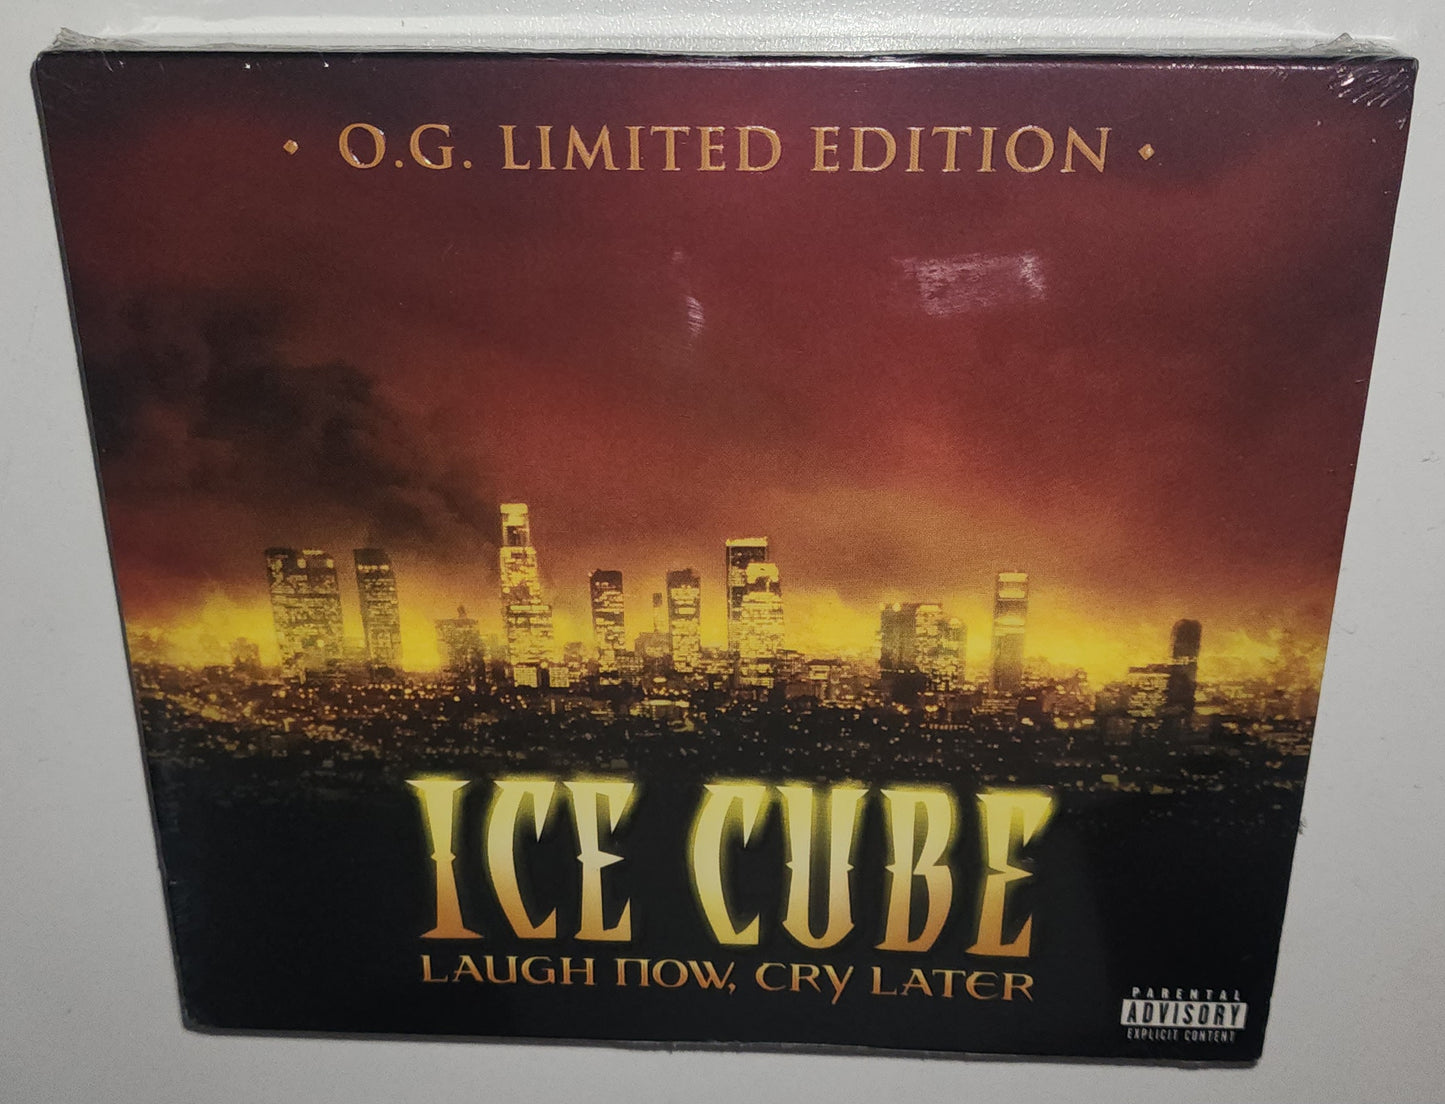 · O.G. LIMITED EDITION ·
ICE CUBE
LAUGH NOW, CRY LATER
PARENTAL
ADVISORY
EXPLICIT CONTENT